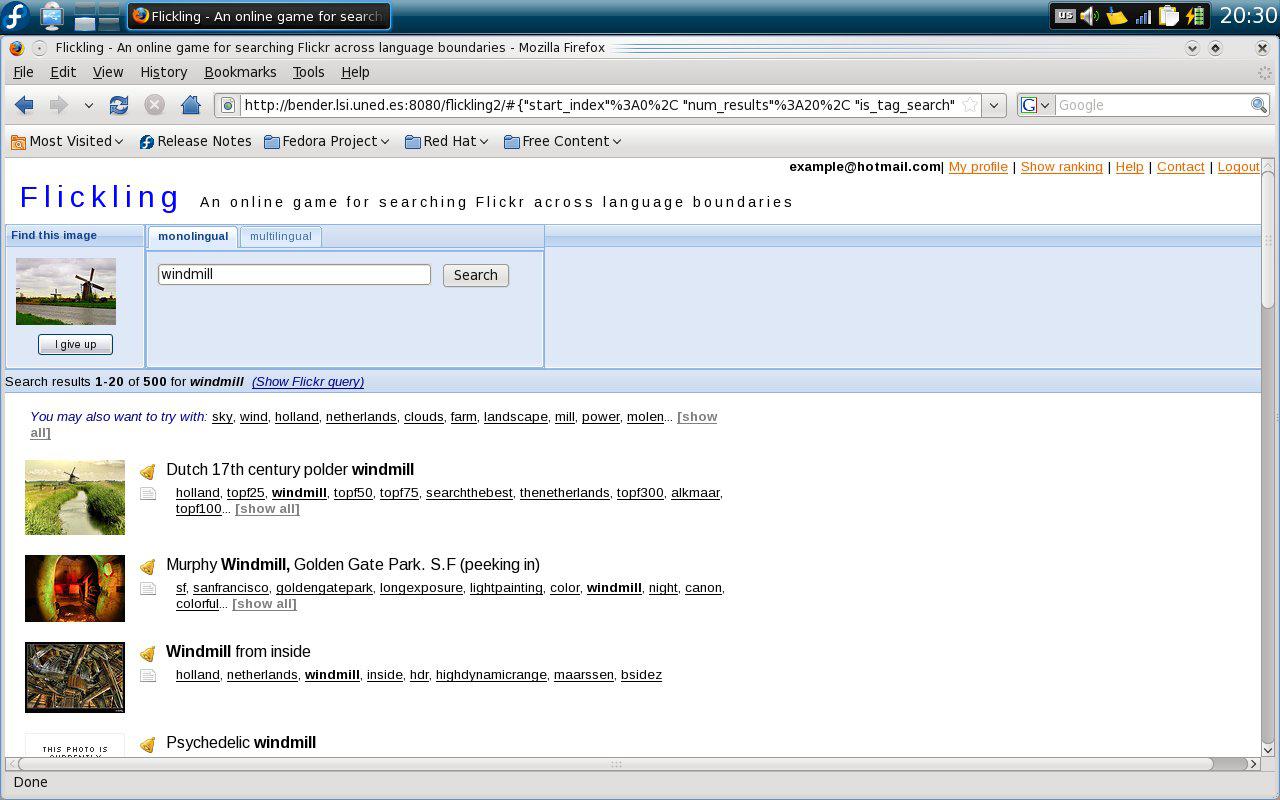 Flickling - An online game for search
us
20:30
Flickling - An online game for searching Flickr across language boundaries - Mozilla Firefox
File Edit View History Bookmarks Tools Help
http://bender.lsi.uned.es:8080/flickling2/#{"start_index"%3A0%2C "num_results"%3A20%2C "is_tag_search"
G Google
Most Visited Release Notes Fedora Project Red Hat Free Content
example@hotmail.com| My profile | Show ranking | Help | Contact | Logout
Flickling An online game for searching Flickr across language boundaries
Find this image
monolingual multilingual
windmill Search
I give up
Search results 1-20 of 500 for windmill (Show Flickr query)
You may also want to try with: sky, wind, holland, netherlands, clouds, farm, landscape, mill, power, molen... [show
all]
Dutch 17th century polder windmill
holland, topf25, windmill, topf50, topf75, searchthebest, thenetherlands, topf300, alkmaar,
topf100... [show all]
Murphy Windmill, Golden Gate Park. S.F (peeking in)
sf, sanfrancisco, goldengatepark, longexposure, lightpainting, color, windmill, night, canon,
colorful... [show all]
Windmill from inside
holland, netherlands, windmill, inside, hdr, highdynamicrange, maarssen, bsidez
THIS PHOTO IS
CURRENTLY
Psychedelic windmill
Done